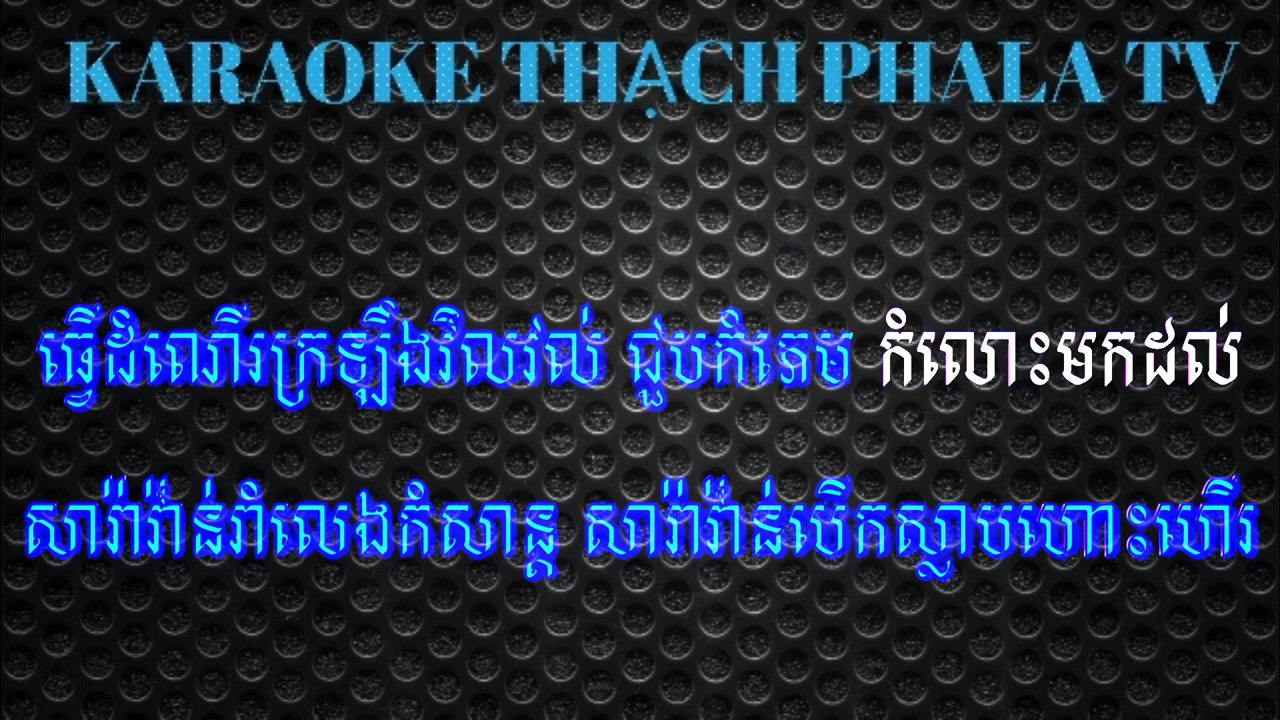 KARAOKE THẠCH PHALA TV
ធ្វើដំណើរក្រឡឹងវិលវល់ ជួបកំភេម កំលោះមកដល់
សារ៉ាវ៉ាន់រាំលេងកំសាន្ត សារ៉ាវ៉ាន់បើកស្លាបហោះហើរ